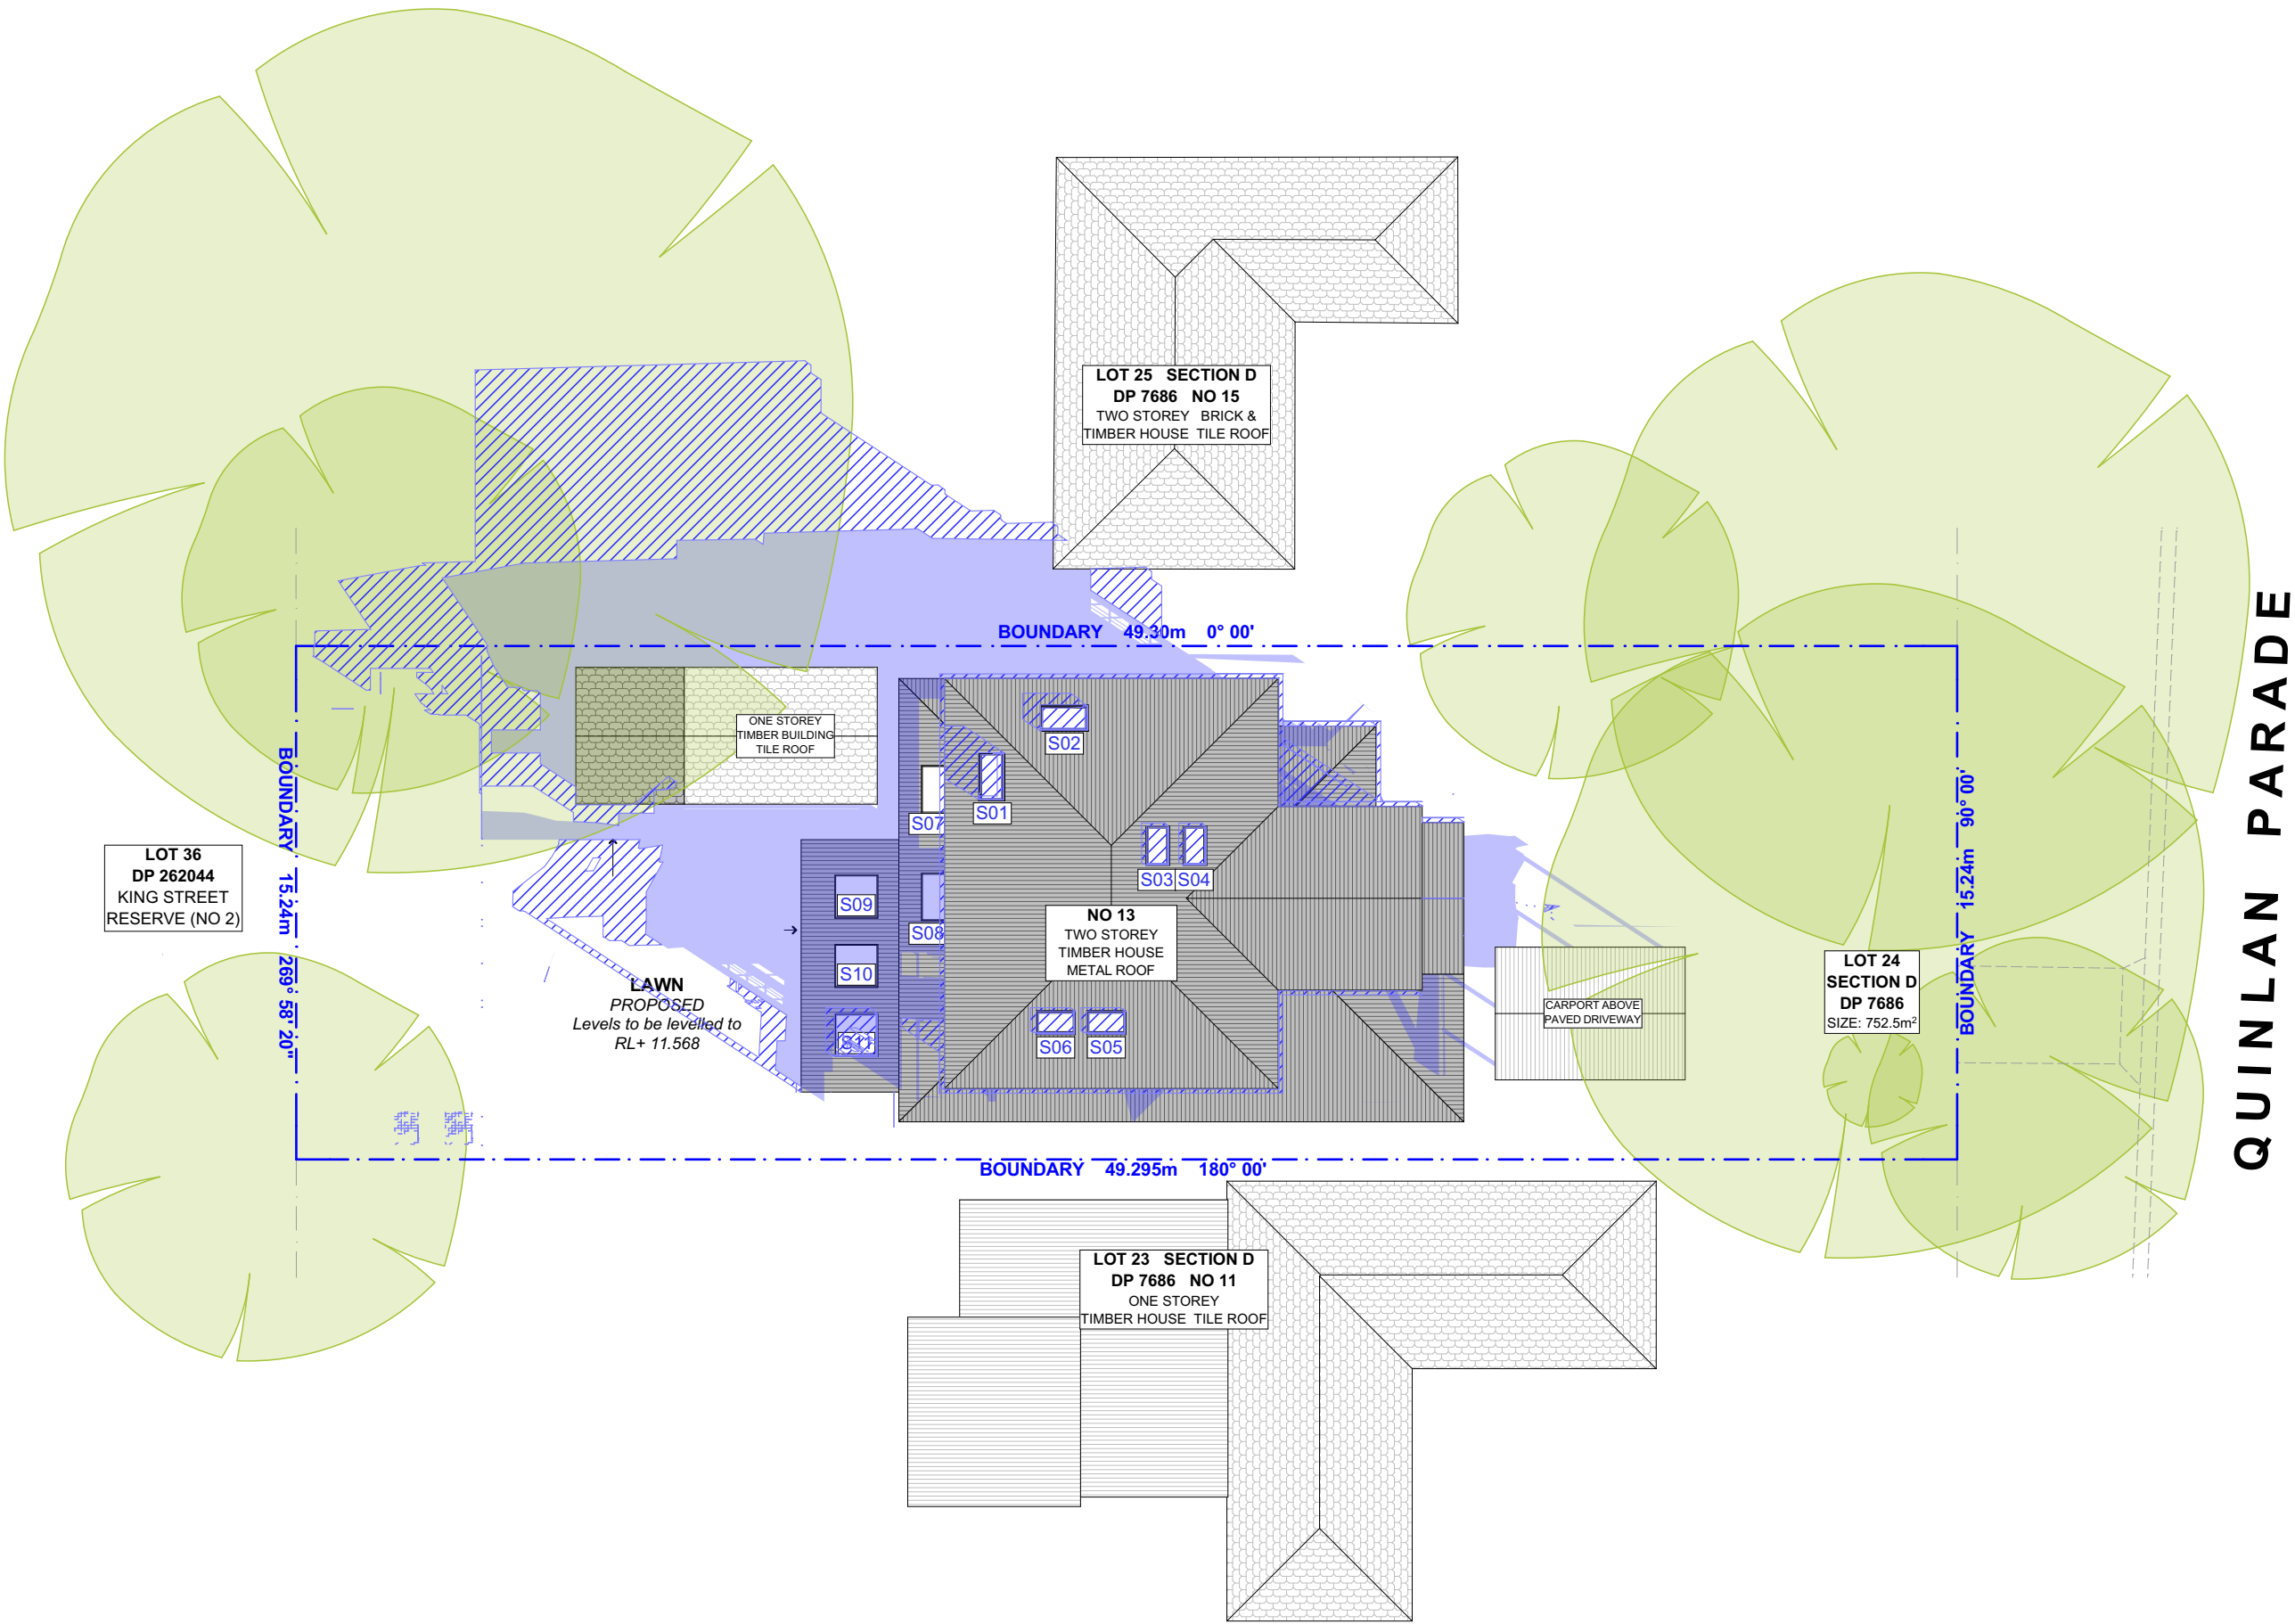 LOT 25 SECTION D
DP 7686 NO 15
TWO STOREY BRICK &
TIMBER HOUSE TILE ROOF
BOUNDARY 49.30m 0° 00'
ONE STOREY
TIMBER BUILDING
TILE ROOF
S02
S01
S07
S03
S04
S09
S08
S10
S11
S06
S05
NO 13
TWO STOREY
TIMBER HOUSE
METAL ROOF
LOT 36
DP 262044
KING STREET
RESERVE (NO 2)
BOUNDARY 15.24m 269° 58' 20"
LAWN
PROPOSED
Levels to be levelled to
RL+ 11.568
CARPORT ABOVE
PAVED DRIVEWAY
LOT 24
SECTION D
DP 7686
SIZE: 752.5m²
BOUNDARY 15.24m 90° 00'
QUINLAN PARADE
BOUNDARY 49.295m 180° 00'
LOT 23 SECTION D
DP 7686 NO 11
ONE STOREY
TIMBER HOUSE TILE ROOF